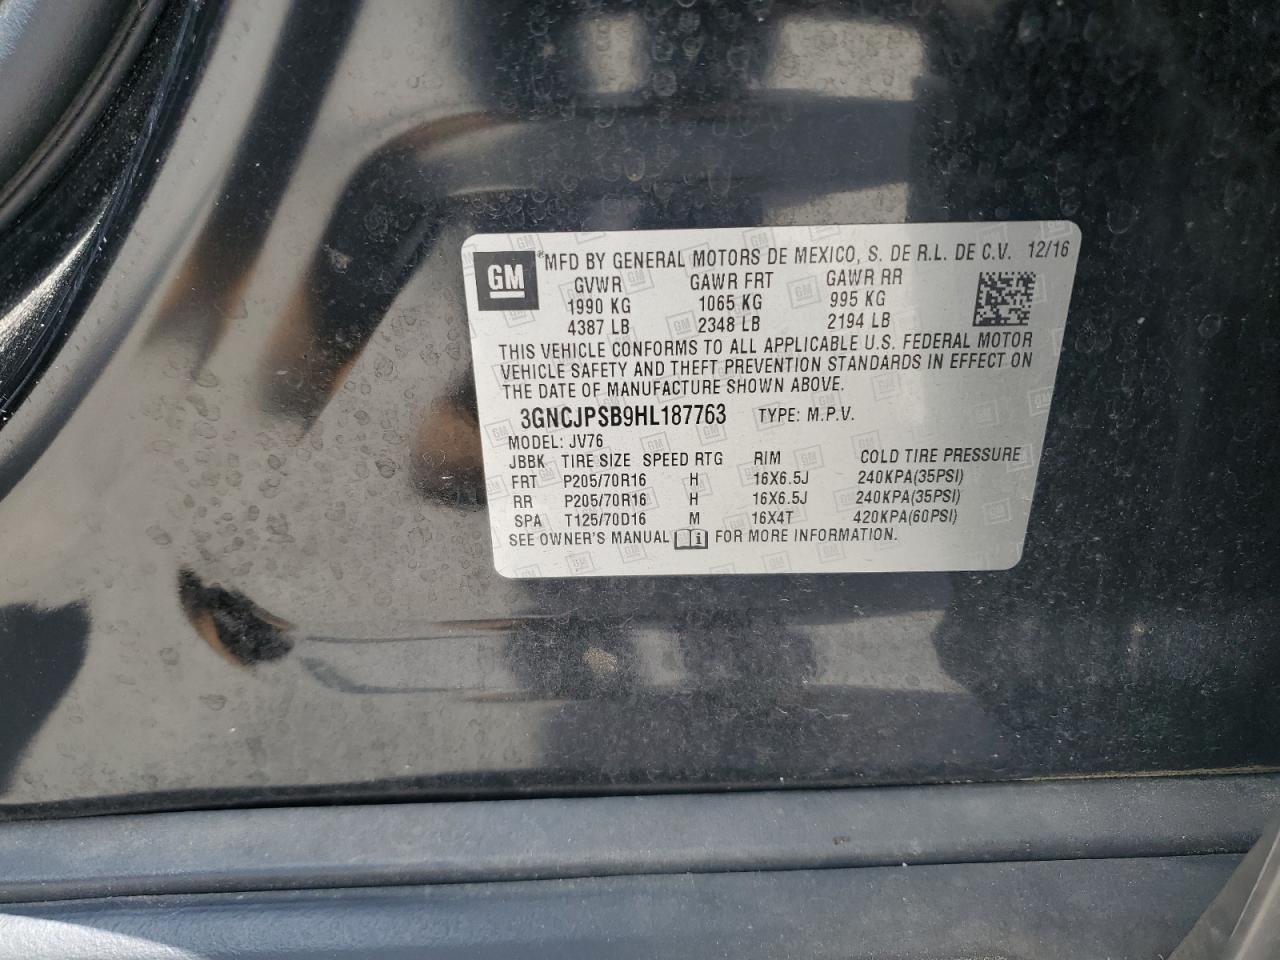 GM
*MFD BY GENERAL MOTORS DE MEXICO, S. DE R.L. DE C.V. 12/16
GVWR GAWR FRT GAWR RR
1990 KG 1065 KG 995 KG
4387 LB 2348 LB 2194 LB
THIS VEHICLE CONFORMS TO ALL APPLICABLE U.S. FEDERAL MOTOR
VEHICLE SAFETY AND THEFT PREVENTION STANDARDS IN EFFECT ON
THE DATE OF MANUFACTURE SHOWN ABOVE.
3GNCJPSB9HL187763 TYPE: M.P.V.
MODEL: JV76
JBBK TIRE SIZE SPEED RTG RIM COLD TIRE PRESSURE
FRT P205/70R16 H 16X6.5J 240KPA(35PSI)
RR P205/70R16 H 16X6.5J 240KPA(35PSI)
SPA T125/70D16 M 16X4T 420KPA(60PSI)
SEE OWNER'S MANUAL i FOR MORE INFORMATION.